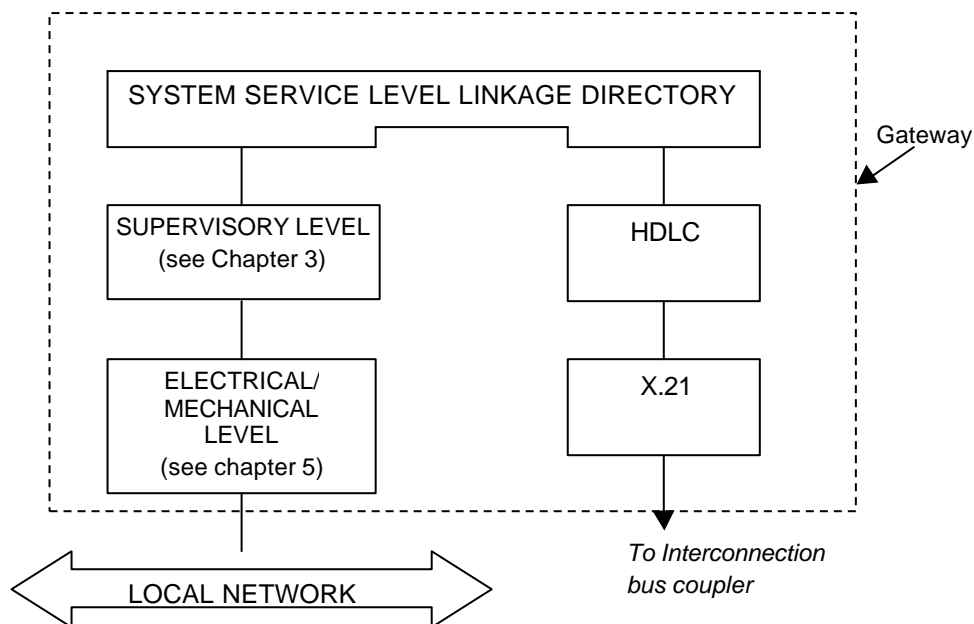 SYSTEM SERVICE LEVEL LINKAGE DIRECTORY
Gateway
SUPERVISORY LEVEL
(see Chapter 3)
HDLC
ELECTRICAL/
MECHANICAL
LEVEL
(see chapter 5)
X.21
To Interconnection
bus coupler
LOCAL NETWORK